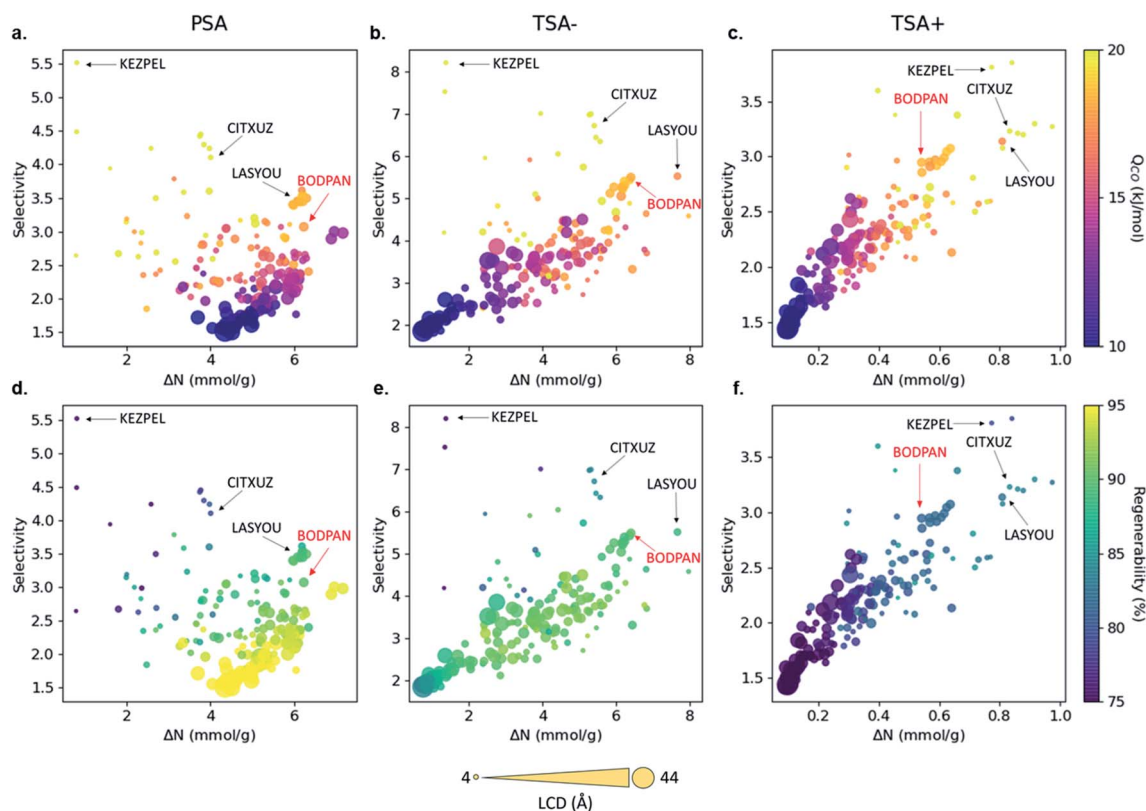 PSA
TSA-
TSA+
a.
b.
c.
5.5
5.0
4.5
4.0
3.5
3.0
2.5
2.0
1.5
Selectivity
2
4
6
ΔN (mmol/g)
KEZPEL
CITXUZ
LASYOU
BODPAN
8
7
6
5
4
3
2
Selectivity
2
4
6
8
ΔN (mmol/g)
KEZPEL
CITXUZ
LASYOU
BODPAN
3.5
3.0
2.5
2.0
1.5
Selectivity
0.2
0.4
0.6
0.8
1.0
ΔN (mmol/g)
KEZPEL
CITXUZ
BODPAN
LASYOU
20
15
10
Qco (kJ/mol)
d.
e.
f.
5.5
5.0
4.5
4.0
3.5
3.0
2.5
2.0
1.5
Selectivity
2
4
6
ΔN (mmol/g)
KEZPEL
CITXUZ
LASYOU
BODPAN
8
7
6
5
4
3
2
Selectivity
2
4
6
8
ΔN (mmol/g)
KEZPEL
CITXUZ
LASYOU
BODPAN
3.5
3.0
2.5
2.0
1.5
Selectivity
0.2
0.4
0.6
0.8
1.0
ΔN (mmol/g)
KEZPEL
CITXUZ
BODPAN
LASYOU
95
90
85
80
75
Regenerability (%)
4
44
LCD (Å)